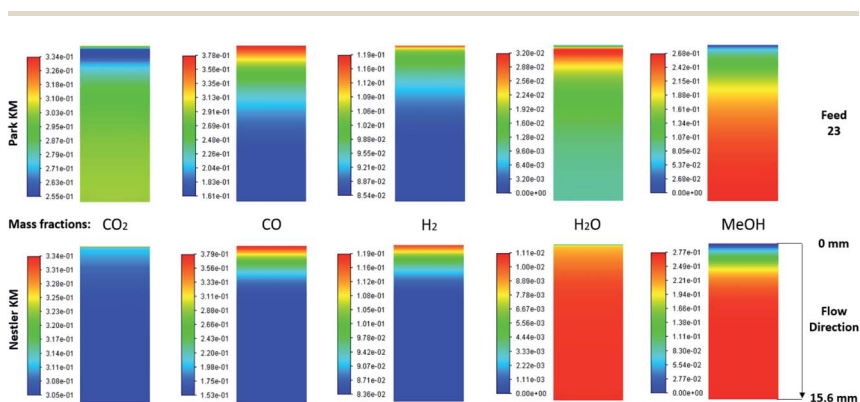 Park KM
3.34e-01
3.26e-01
3.18e-01
3.10e-01
3.03e-01
2.95e-01
2.87e-01
2.79e-01
2.71e-01
2.63e-01
2.55e-01
3.78e-01
3.56e-01
3.35e-01
3.13e-01
2.91e-01
2.69e-01
2.48e-01
2.26e-01
2.04e-01
1.83e-01
1.61e-01
1.19e-01
1.16e-01
1.12e-01
1.09e-01
1.06e-01
1.02e-01
9.88e-02
9.55e-02
9.21e-02
8.87e-02
8.54e-02
3.20e-02
2.88e-02
2.56e-02
2.24e-02
1.92e-02
1.60e-02
1.28e-02
9.60e-03
6.40e-03
3.20e-03
0.00e+00
2.68e-01
2.42e-01
2.15e-01
1.88e-01
1.61e-01
1.34e-01
1.07e-01
8.05e-02
5.37e-02
2.68e-02
0.00e+00
Feed
23
Mass fractions: CO2 CO H2 H2O MeOH
Nestler KM
3.34e-01
3.31e-01
3.28e-01
3.25e-01
3.23e-01
3.20e-01
3.17e-01
3.14e-01
3.11e-01
3.08e-01
3.05e-01
3.79e-01
3.56e-01
3.33e-01
3.11e-01
2.88e-01
2.66e-01
2.43e-01
2.20e-01
1.98e-01
1.75e-01
1.53e-01
1.19e-01
1.16e-01
1.12e-01
1.08e-01
1.05e-01
1.01e-01
9.78e-02
9.42e-02
9.07e-02
8.71e-02
8.36e-02
1.11e-02
1.00e-02
8.89e-03
7.78e-03
6.67e-03
5.56e-03
4.45e-03
3.33e-03
2.22e-03
1.11e-03
0.00e+00
2.77e-01
2.49e-01
2.21e-01
1.94e-01
1.66e-01
1.38e-01
1.11e-01
8.30e-02
5.54e-02
2.77e-02
0.00e+00
0 mm
Flow
Direction
15.6 mm